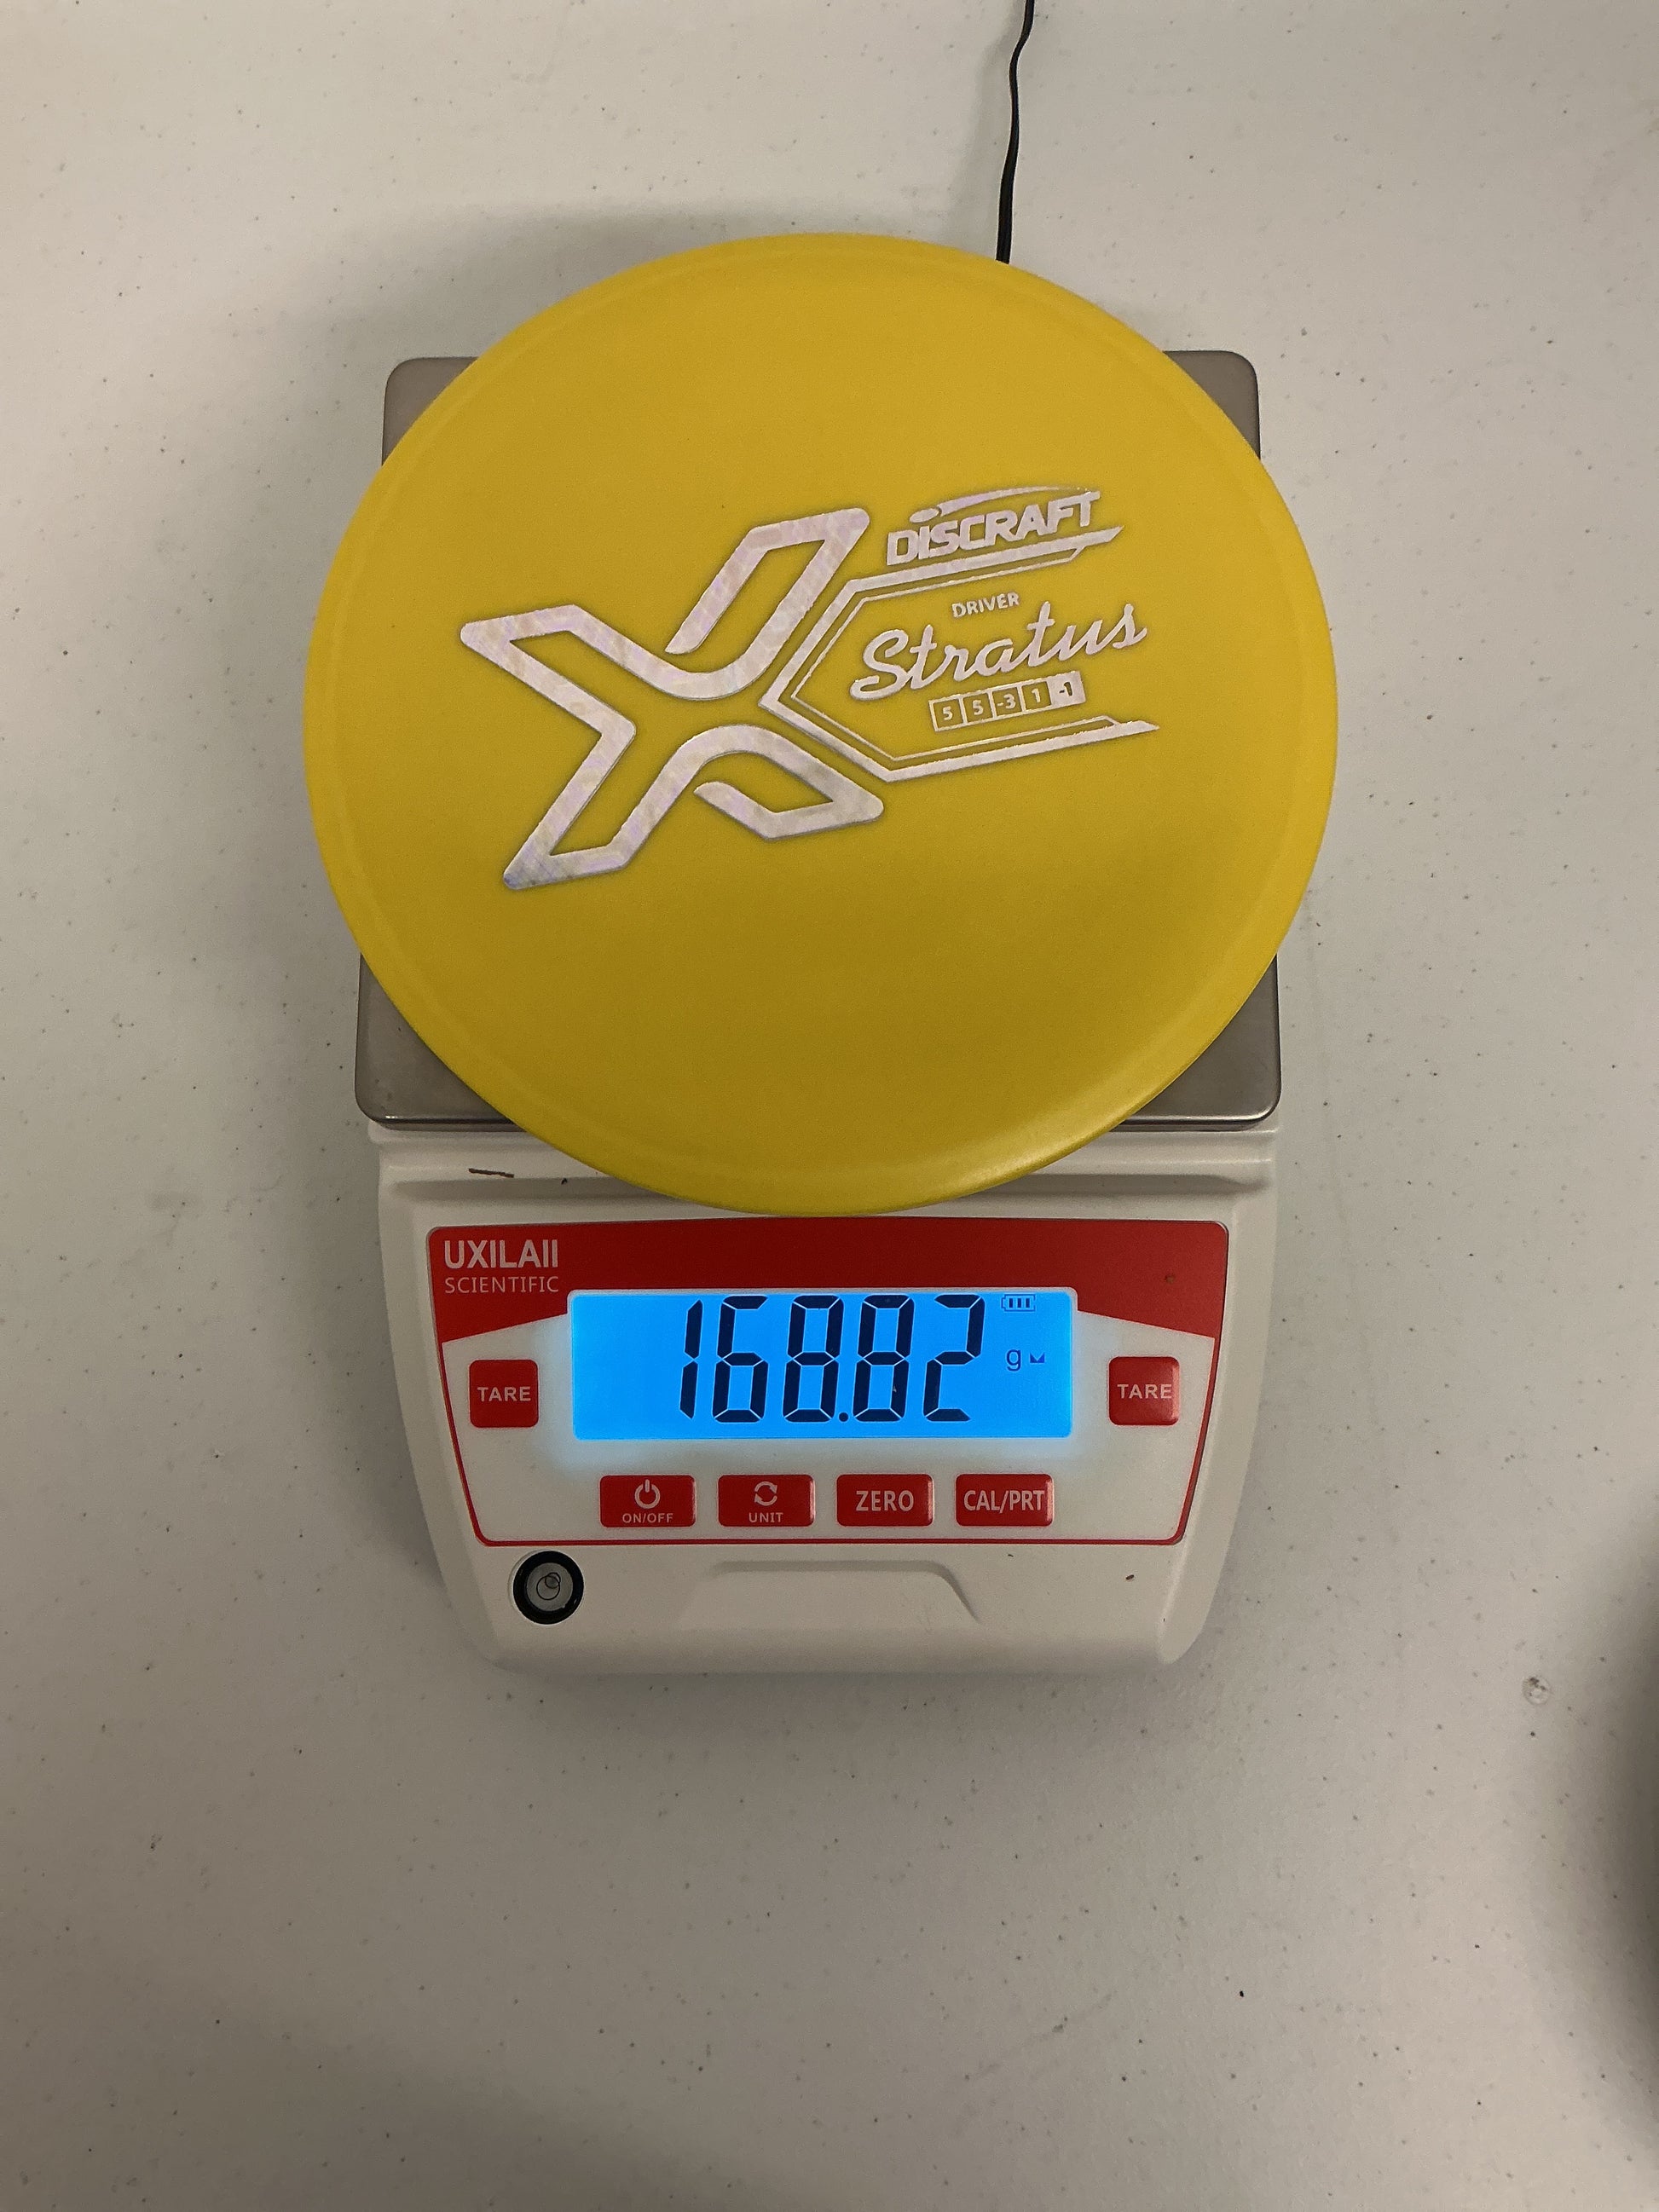 DISCRAFT
DRIVER
Stratus
5 5 -3 1 -1
UXILAII
SCIENTIFIC
168.82 g
TARE
TARE
ON/OFF
UNIT
ZERO
CAL/PRT